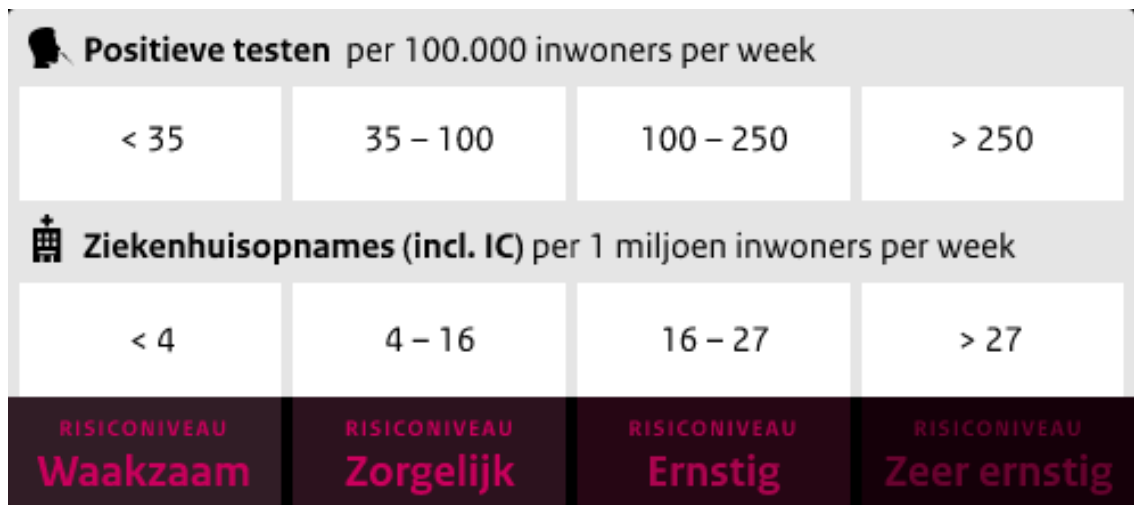 Positieve testen per 100.000 inwoners per week
< 35 35 – 100 100 – 250 > 250
Ziekenhuisopnames (incl. IC) per 1 miljoen inwoners per week
< 4 4 – 16 16 – 27 > 27
RISICONIVEAU RISICONIVEAU RISICONIVEAU RISICONIVEAU
Waakzaam Zorgelijk Ernstig Zeer ernstig